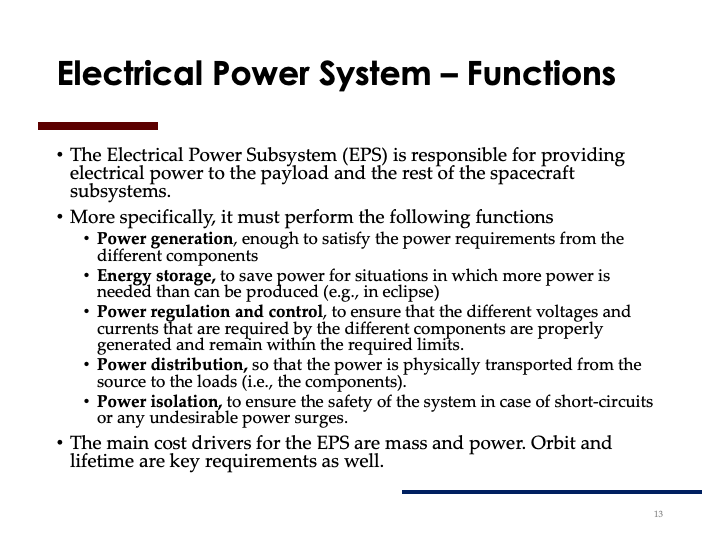 Electrical Power System – Functions
• The Electrical Power Subsystem (EPS) is responsible for providing
electrical power to the payload and the rest of the spacecraft
subsystems.
• More specifically, it must perform the following functions
• Power generation, enough to satisfy the power requirements from the
different components
• Energy storage, to save power for situations in which more power is
needed than can be produced (e.g., in eclipse)
• Power regulation and control, to ensure that the different voltages and
currents that are required by the different components are properly
generated and remain within the required limits.
• Power distribution, so that the power is physically transported from the
source to the loads (i.e., the components).
• Power isolation, to ensure the safety of the system in case of short-circuits
or any undesirable power surges.
• The main cost drivers for the EPS are mass and power. Orbit and
lifetime are key requirements as well.
13